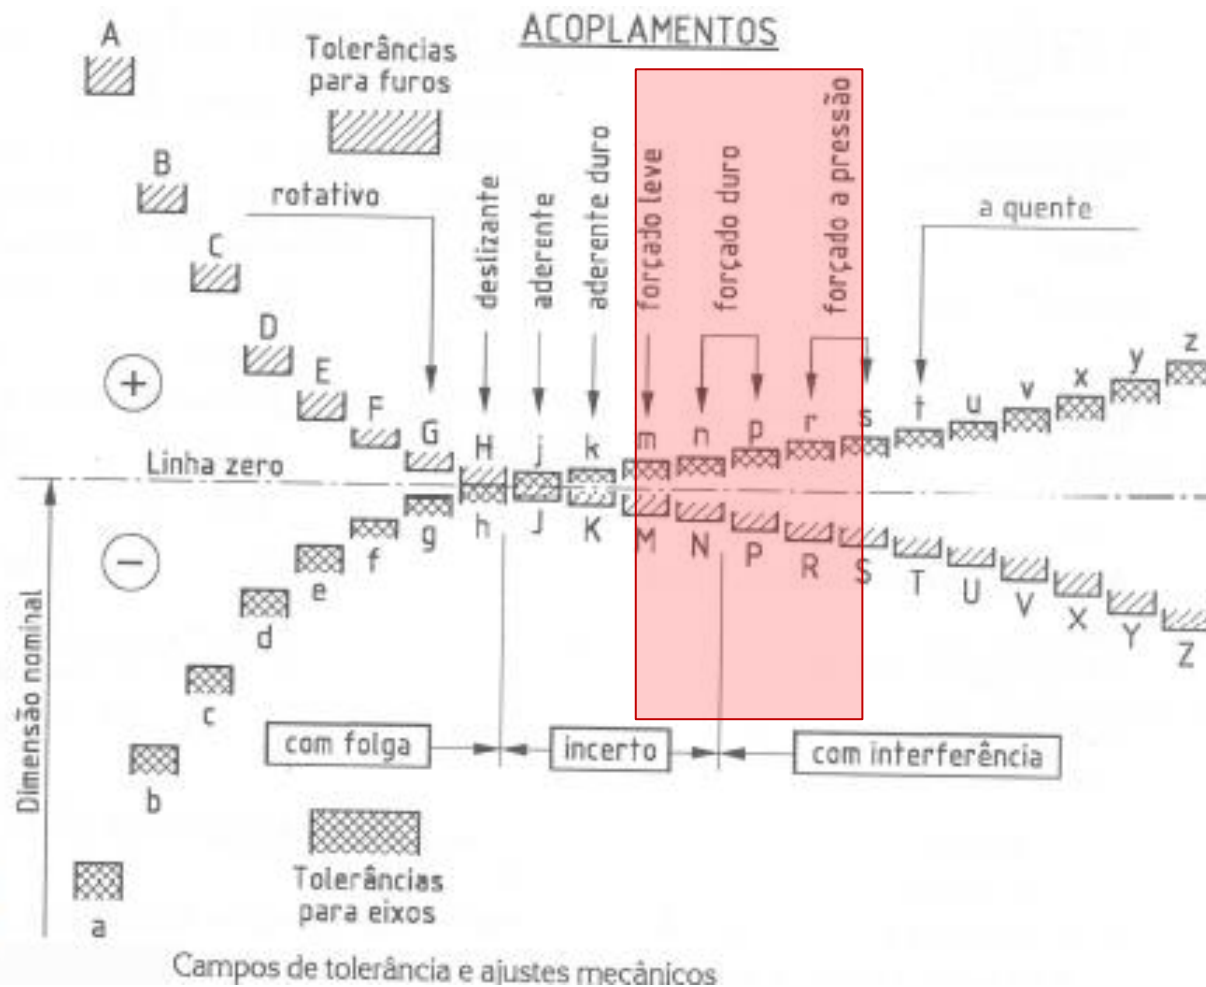 ACOPLAMENTOS
A
Tolerâncias
para furos
B
rotativo
C
deslizante
aderente
aderente duro
forçado leve
forçado duro
forçado a pressão
a quente
D
E
F
G
H
j
k
m
n
p
r
s
t
u
v
x
y
z
+
Linha zero
−
Dimensão nominal
a
b
c
d
e
f
g
h
J
K
M
N
P
R
S
T
U
V
X
Y
Z
com folga
incerto
com interferência
Tolerâncias
para eixos
Campos de tolerância e ajustes mecânicos